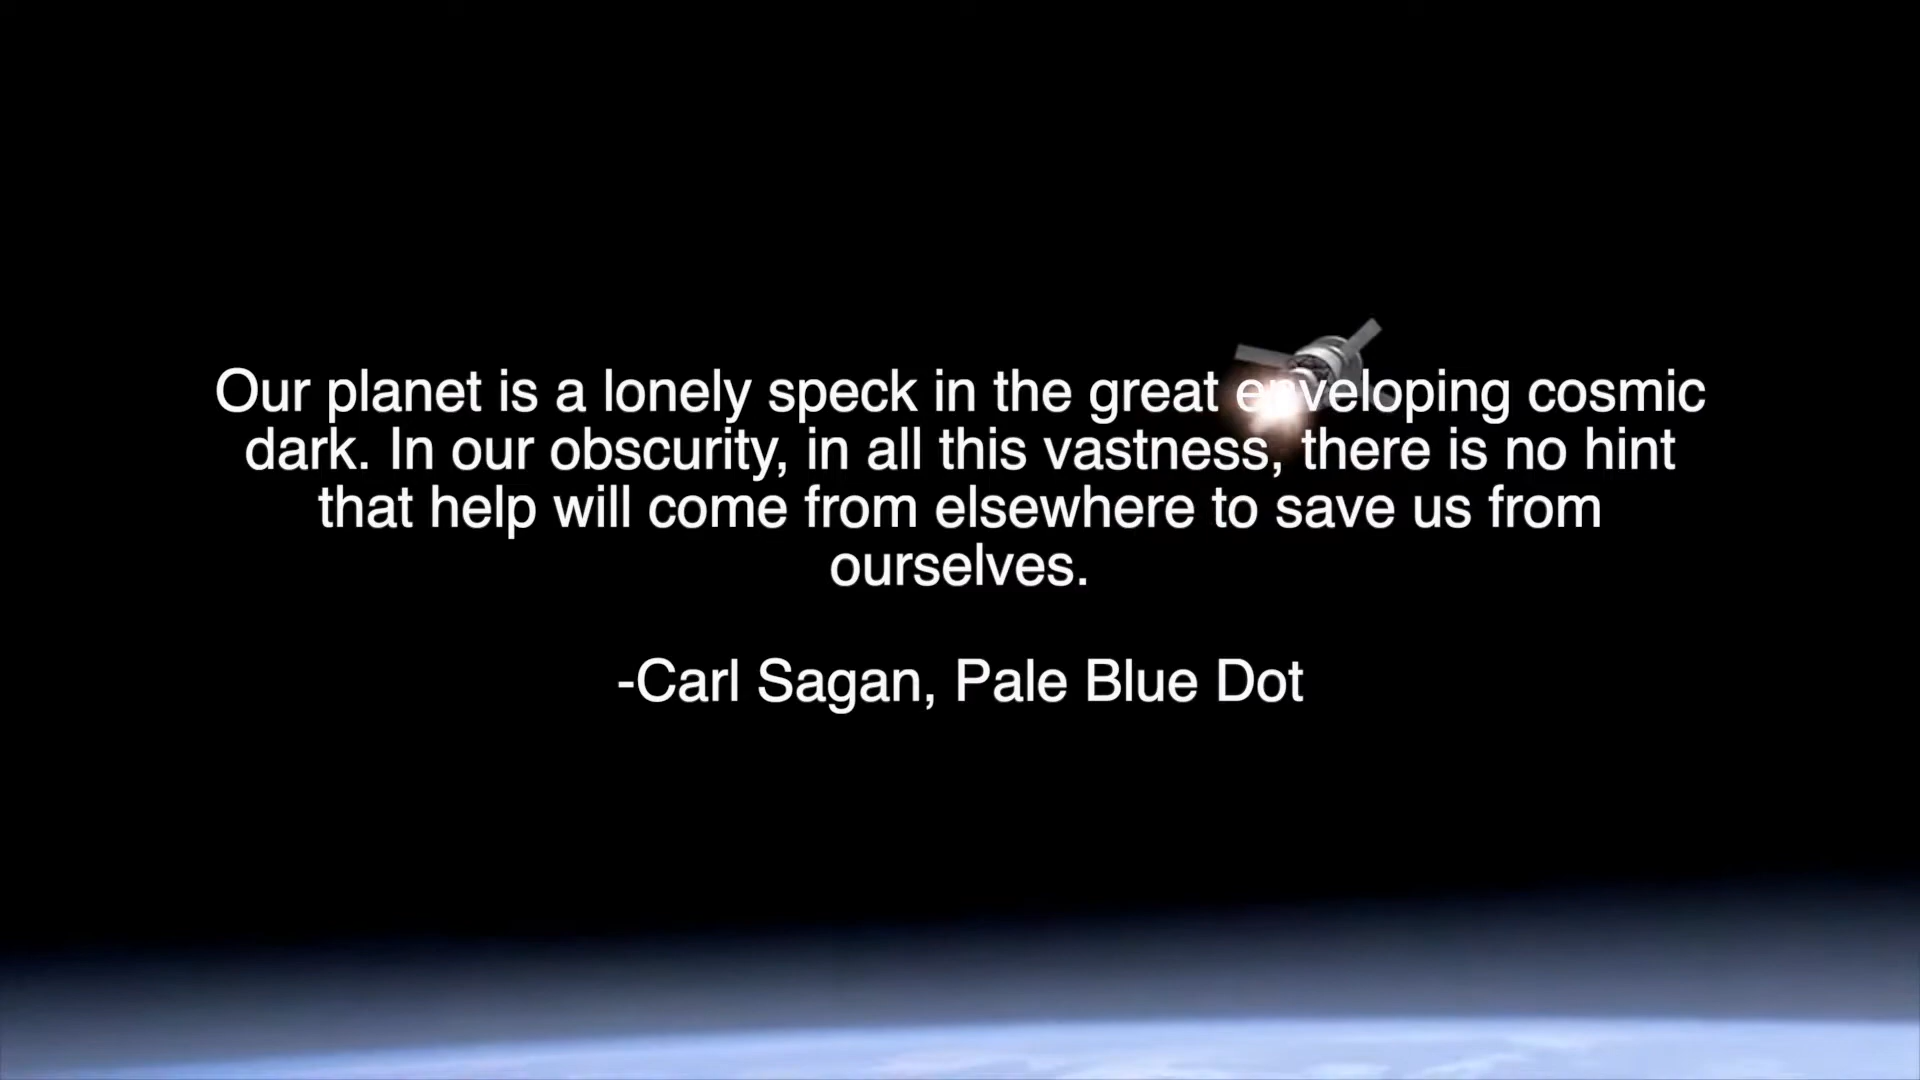 Our planet is a lonely speck in the great enveloping cosmic
dark. In our obscurity, in all this vastness, there is no hint
that help will come from elsewhere to save us from
ourselves.
-Carl Sagan, Pale Blue Dot